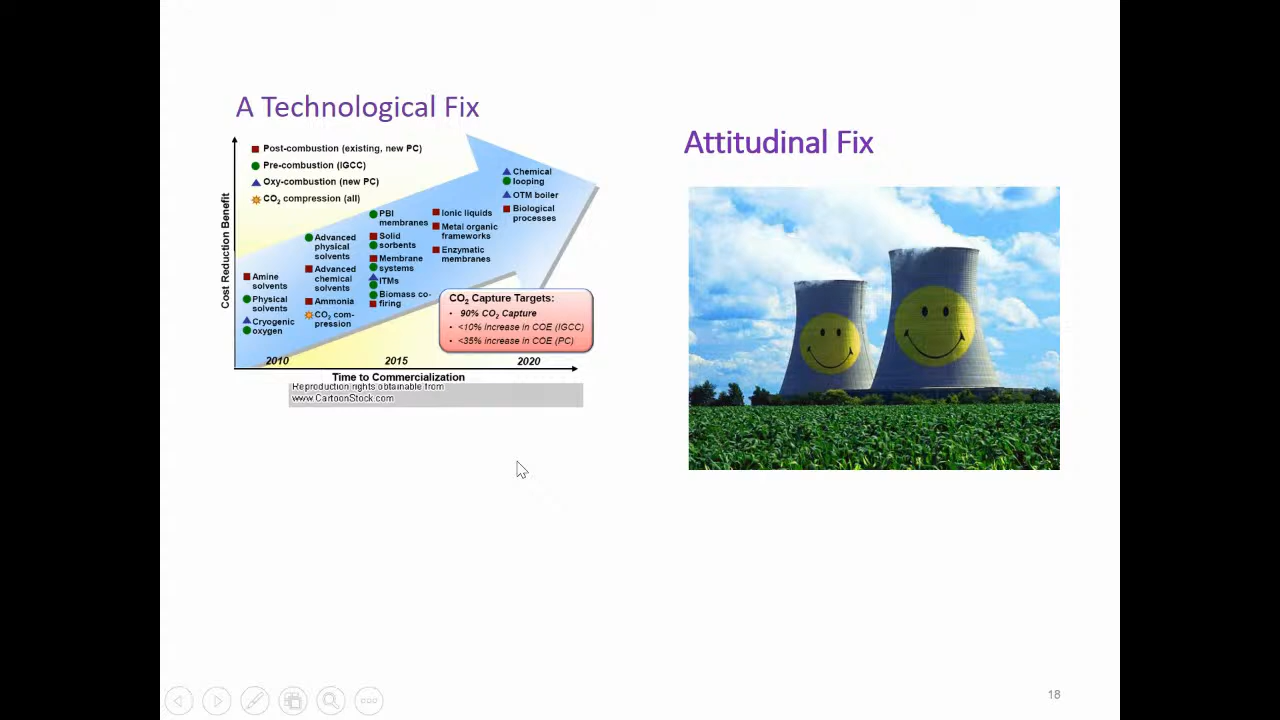 A Technological Fix
Post-combustion (existing, new PC)
Pre-combustion (IGCC)
Oxy-combustion (new PC)
CO₂ compression (all)
Cost Reduction Benefit
Amine
solvents
Physical
solvents
Cryogenic
oxygen
Advanced
physical
solvents
Advanced
chemical
solvents
Ammonia
CO₂ com-
pression
PBI
membranes
Solid
sorbents
Membrane
systems
ITMs
Biomass co-
firing
Ionic liquids
Metal organic
frameworks
Enzymatic
membranes
Chemical
looping
OTM boiler
Biological
processes
CO₂ Capture Targets:
• 90% CO₂ Capture
• <10% increase in COE (IGCC)
• <35% increase in COE (PC)
2010
2015
2020
Time to Commercialization
Reproduction rights obtainable from
www.CartoonStock.com
Attitudinal Fix
18